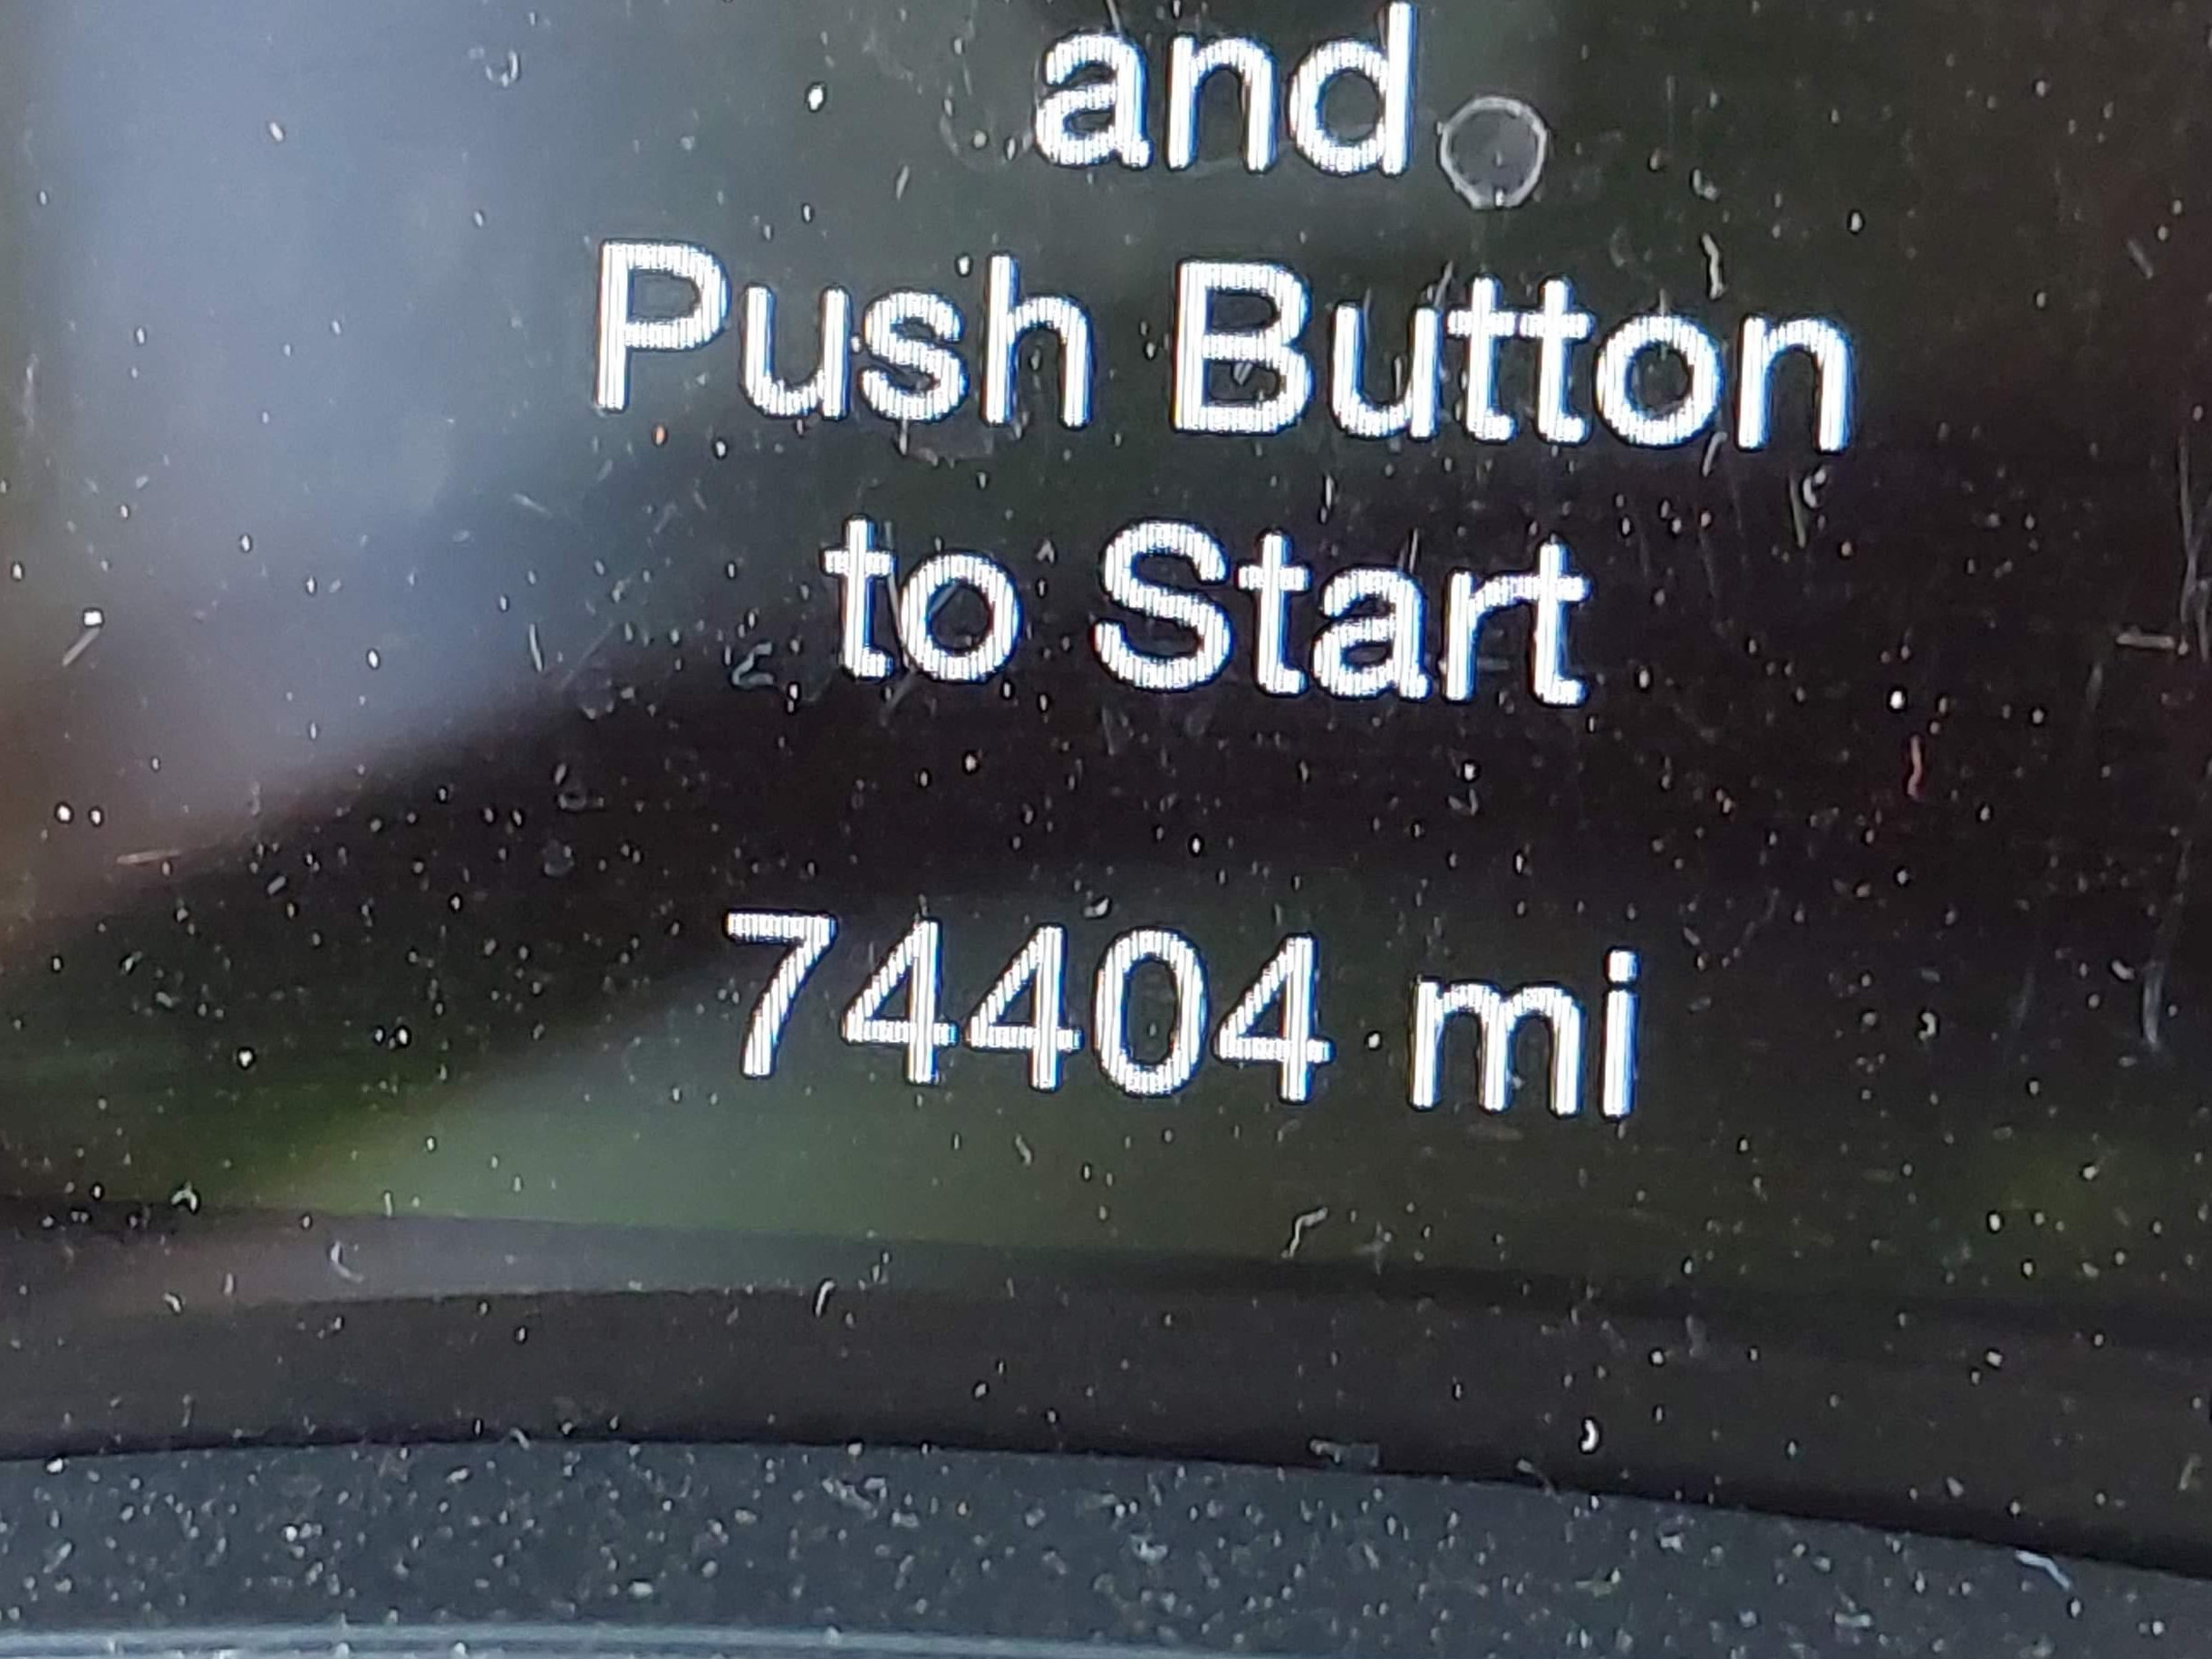 and
Push Button
to Start
74404 mi